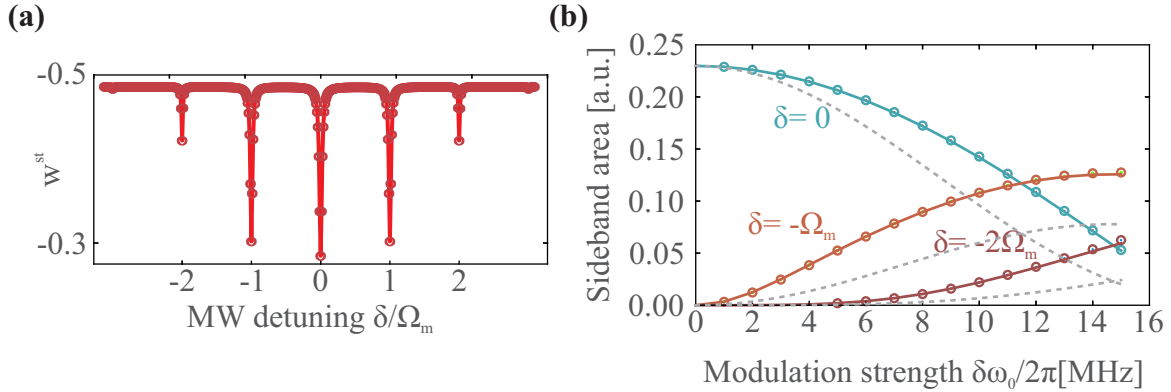 (a)
-0.5
-0.3
w^st
-2 -1 0 1 2
MW detuning δ/Ω_m
(b)
0.25
0.20
0.15
0.10
0.05
0.00
Sideband area [a.u.]
δ= 0
δ= -Ω_m
δ= -2Ω_m
0 2 4 6 8 10 12 14 16
Modulation strength δω_0/2π[MHz]